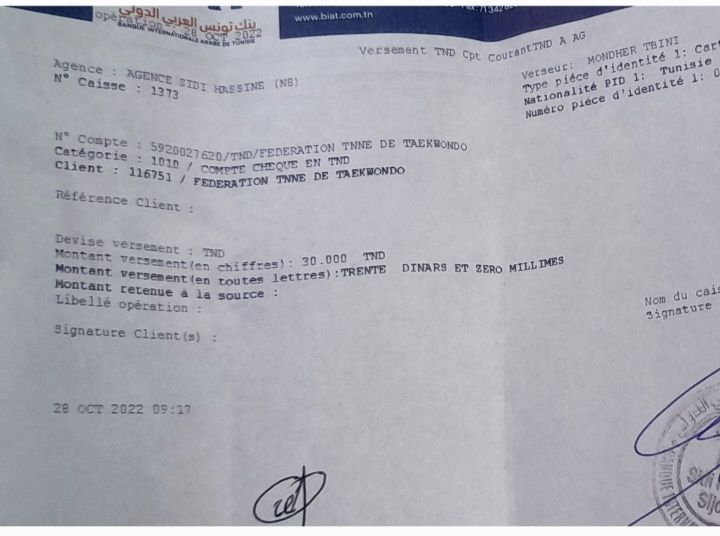 بنك تونس العربي الدولي
BANQUE INTERNATIONALE ARABE DE TUNISIE
www.biat.com.tn
opération 28 OCT 2022
Versement TND Cpt CourantTND A AG
Agence : AGENCE SIDI HASSINE (N8)
N° Caisse : 1373
Verseur: MONDHER TBINI
Type piéce d'identité 1: Cart
Nationalité PID 1: Tunisie
Numéro piéce d'identité 1: 0
N° Compte : 5920027620/TND/FEDERATION TNNE DE TAEKWONDO
Catégorie : 1010 / COMPTE CHEQUE EN TND
Client : 116751 / FEDERATION TNNE DE TAEKWONDO
Référence Client :
Devise versement : TND
Montant versement(en chiffres): 30.000 TND
Montant versement(en toutes lettres):TRENTE DINARS ET ZERO MILLIMES
Montant retenue à la source :
Libellé opération :
Nom du cais
Signature
Signature Client(s) :
28 OCT 2022 09:17